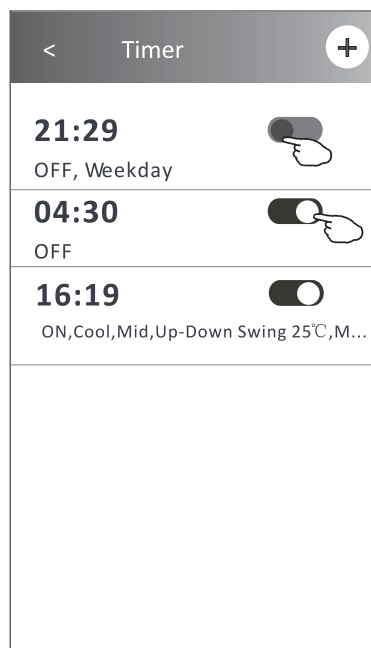 < Timer +
21:29
OFF, Weekday
04:30
OFF
16:19
ON,Cool,Mid,Up-Down Swing 25℃,M...